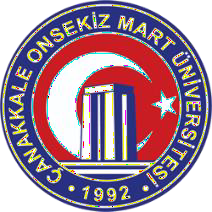 ÇANAKKALE ONSEKİZ MART ÜNİVERSİTESİ
• 1992 •